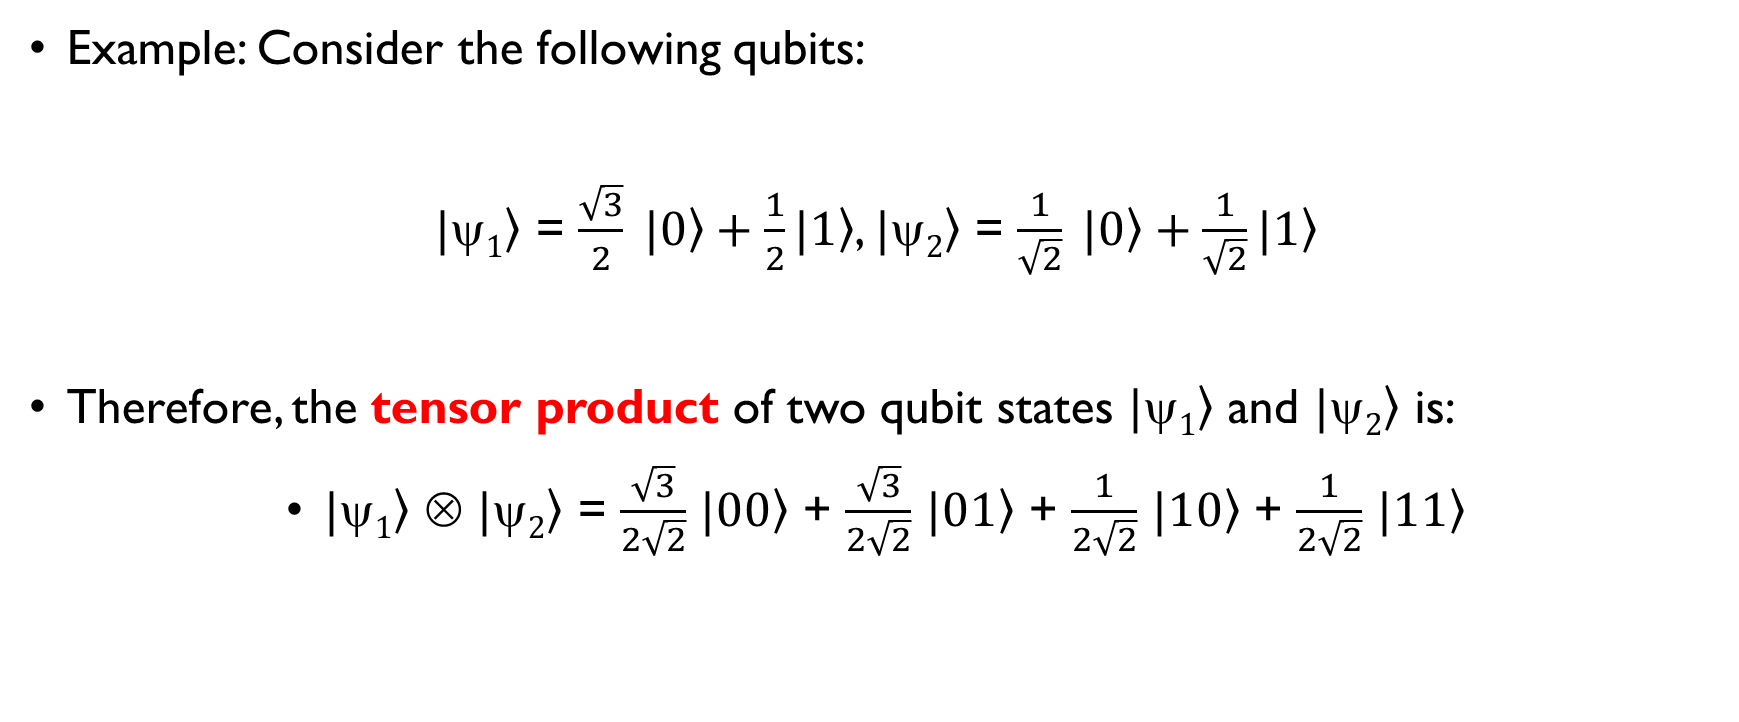 • Example: Consider the following qubits:
|ψ₁⟩ = √3/2 |0⟩ + 1/2 |1⟩, |ψ₂⟩ = 1/√2 |0⟩ + 1/√2 |1⟩
• Therefore, the tensor product of two qubit states |ψ₁⟩ and |ψ₂⟩ is:
• |ψ₁⟩ ⊗ |ψ₂⟩ = √3/2√2 |00⟩ + √3/2√2 |01⟩ + 1/2√2 |10⟩ + 1/2√2 |11⟩